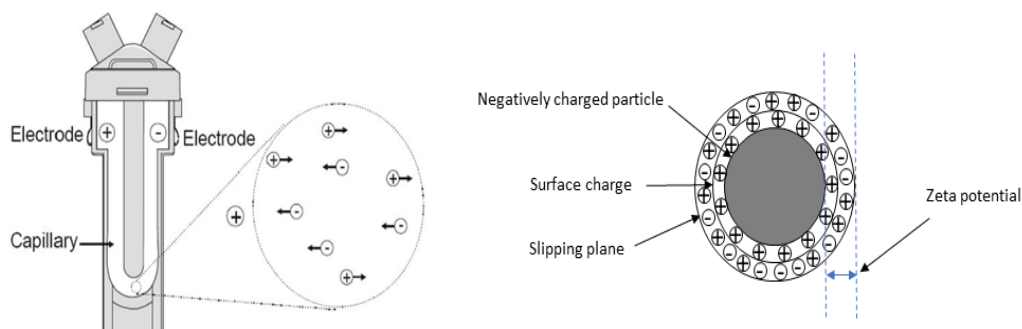 Electrode
+
-
Electrode
Capillary
Negatively charged particle
Surface charge
Slipping plane
Zeta potential